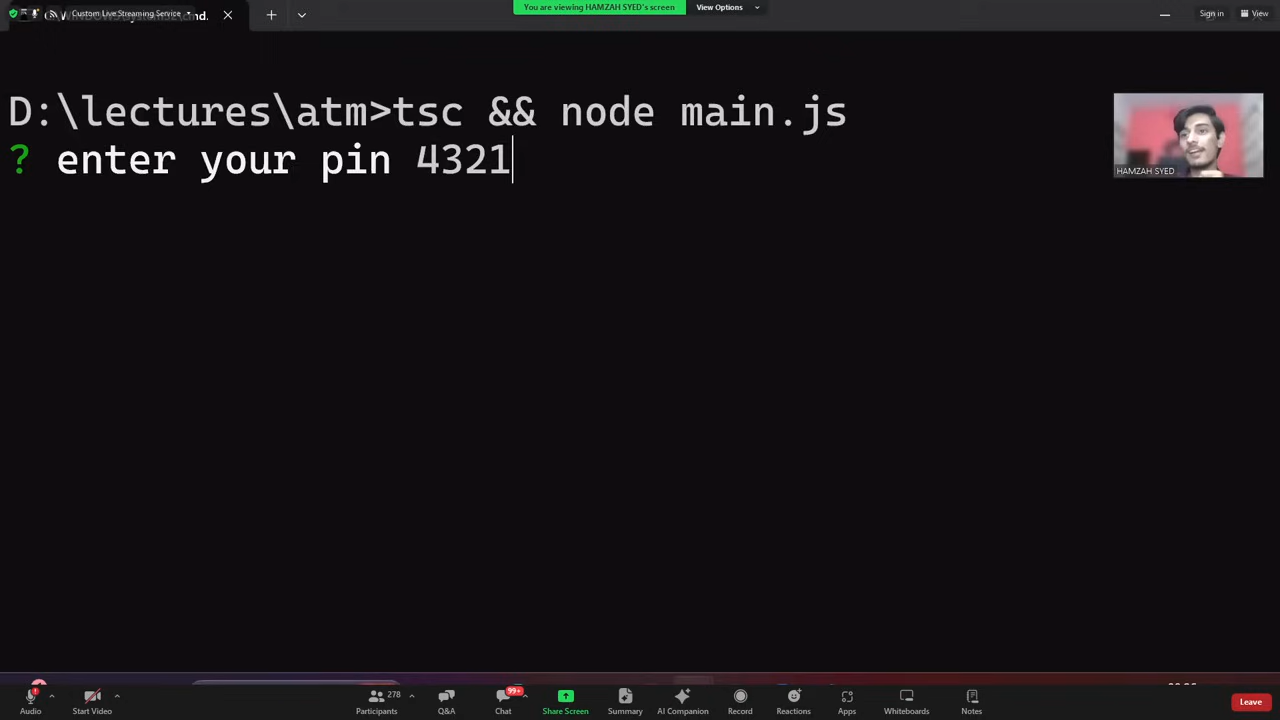 Custom Live Streaming Service
You are viewing HAMZAH SYED's screen
View Options
Sign in
View
D:\lectures\atm>tsc && node main.js
? enter your pin 4321
HAMZAH SYED
Audio
Start Video
Participants
278
Q&A
Chat
99+
Share Screen
Summary
AI Companion
Record
Reactions
Apps
Whiteboards
Notes
Leave